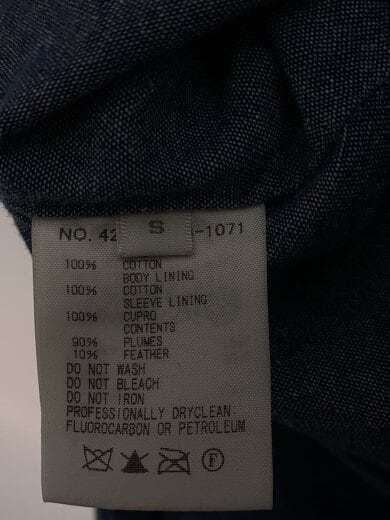 S
NO. 42 -1071
100% COTTON
BODY LINING
100% COTTON
SLEEVE LINING
100% CUPRO
CONTENTS
90% PLUMES
10% FEATHER
DO NOT WASH
DO NOT BLEACH
DO NOT IRON
PROFESSIONALLY DRYCLEAN
FLUOROCARBON OR PETROLEUM
F